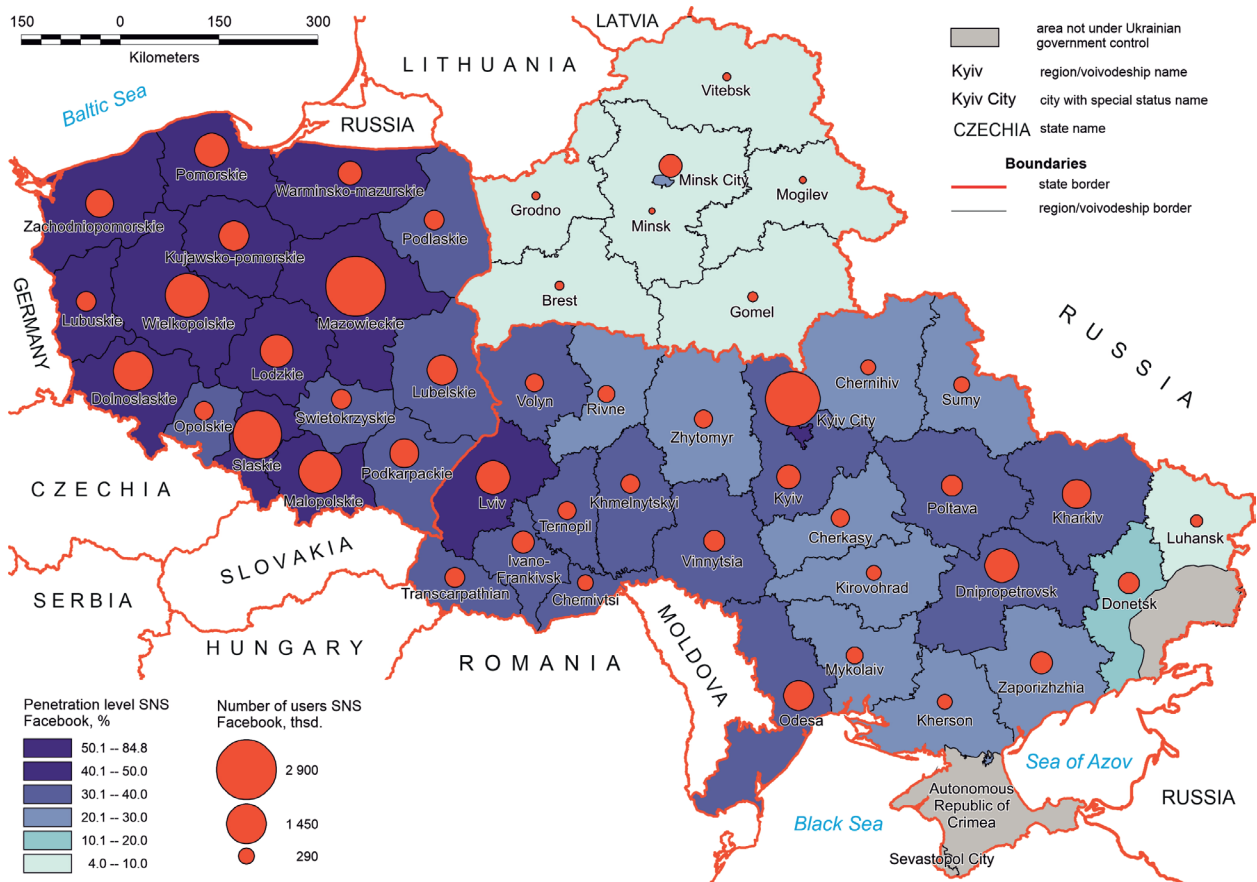 150 0 150 300
Kilometers
LATVIA
LITHUANIA
Baltic Sea
RUSSIA
area not under Ukrainian
government control
Kyiv region/voivodeship name
Kyiv City city with special status name
CZECHIA state name
Boundaries
state border
region/voivodeship border
Vitebsk
Pomorskie
Warminsko-mazurskie
Minsk City
Mogilev
Grodno
Minsk
Zachodniopomorskie
Podlaskie
Kujawsko-pomorskie
GERMANY
Lubuskie
Wielkopolskie
Mazowieckie
Brest
Gomel
RUSSIA
Lodzkie
Dolnoslaskie
Lubelskie
Opolskie
Swietokrzyskie
Volyn
Rivne
Zhytomyr
Kyiv City
Chernihiv
Sumy
Slaskie
Malopolskie
Podkarpackie
CZECHIA
Lviv
Khmelnytskyi
Kyiv
Poltava
Kharkiv
Ternopil
Cherkasy
Luhansk
SLOVAKIA
Ivano-
Frankivsk
Vinnytsia
Kirovohrad
Dnipropetrovsk
Donetsk
Transcarpathian
Chernivtsi
SERBIA
HUNGARY
ROMANIA
MOLDOVA
Mykolaiv
Zaporizhzhia
Odesa
Kherson
Sea of Azov
RUSSIA
Autonomous
Republic of
Crimea
Black Sea
Sevastopol City
Penetration level SNS
Facebook, %
50.1 -- 84.8
40.1 -- 50.0
30.1 -- 40.0
20.1 -- 30.0
10.1 -- 20.0
4.0 -- 10.0
Number of users SNS
Facebook, thsd.
2 900
1 450
290